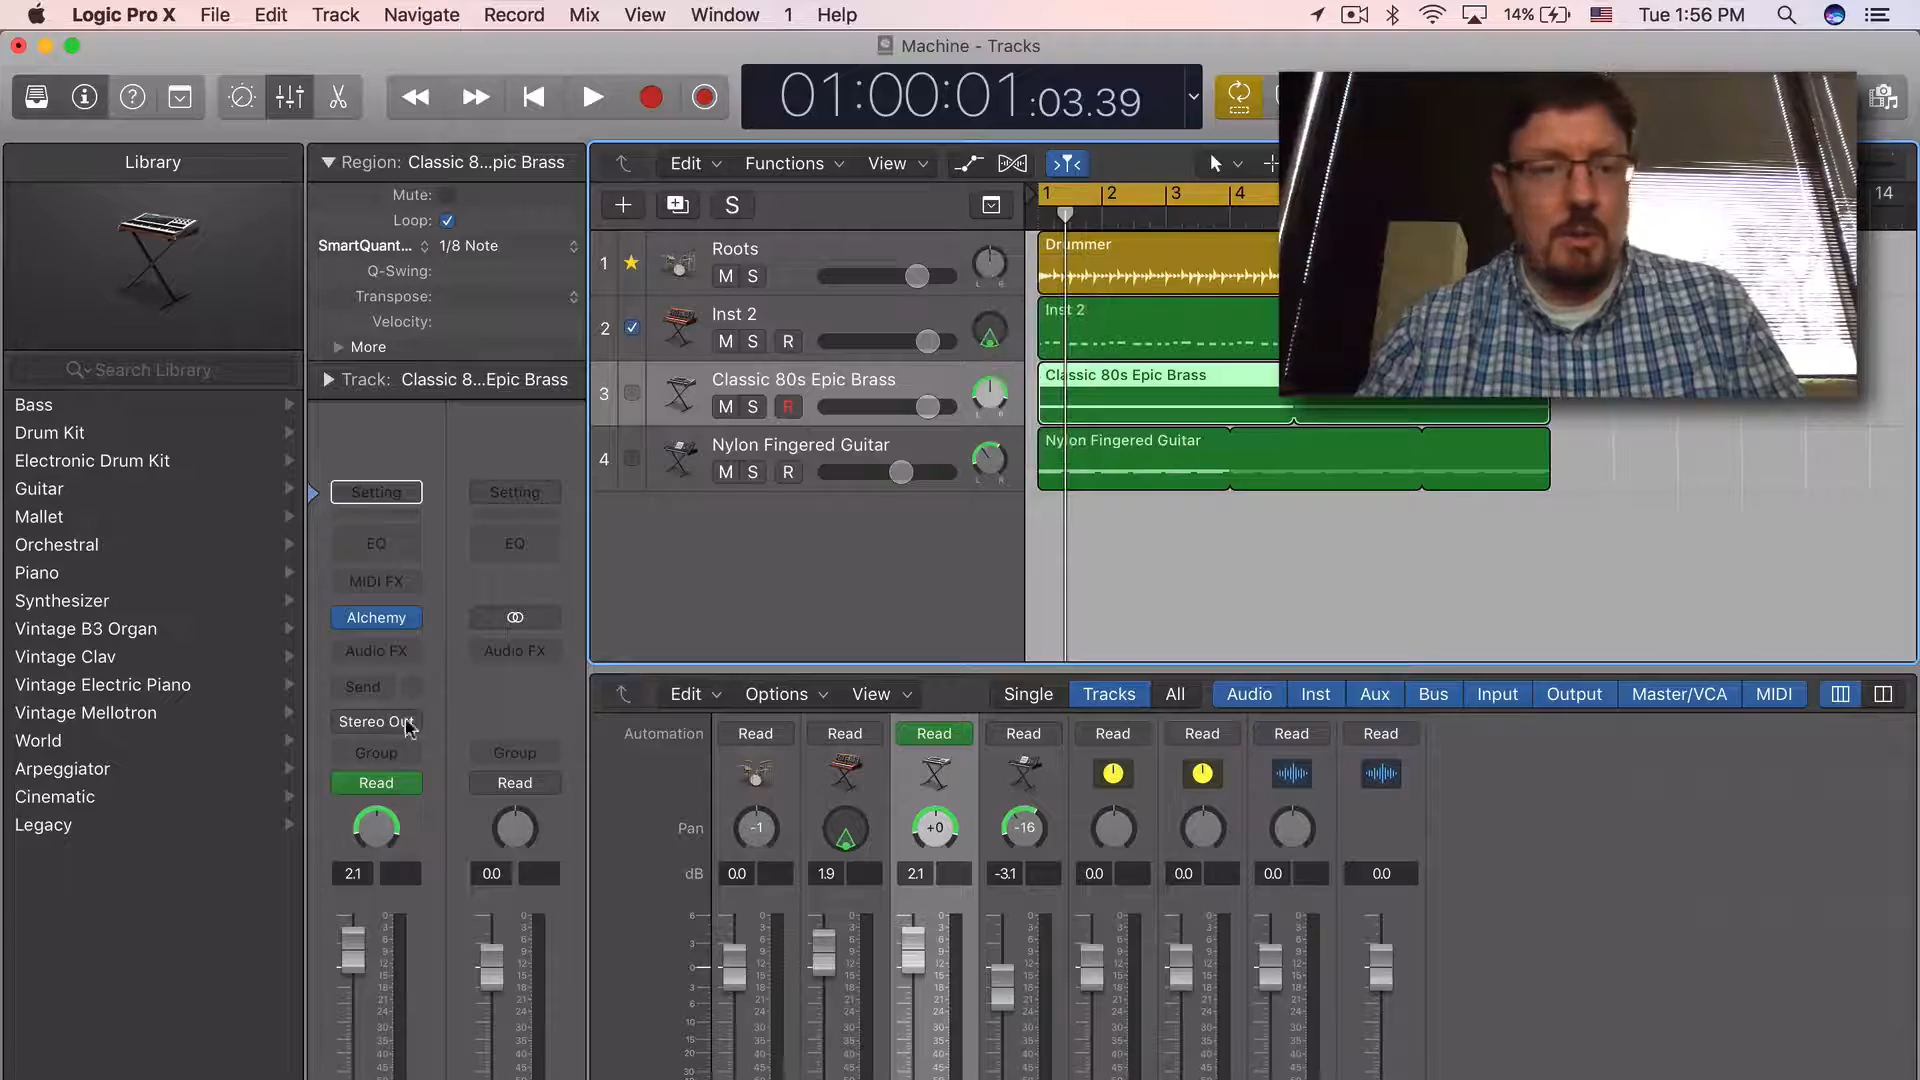 Logic Pro X File Edit Track Navigate Record Mix View Window 1 Help 14% Tue 1:56 PM
Machine - Tracks
01:00:01:03.39
Library
Region: Classic 8...pic Brass
Mute:
Loop:
SmartQuant... 1/8 Note
Q-Swing:
Transpose:
Velocity:
More
Track: Classic 8...Epic Brass
Search Library
Bass
Drum Kit
Electronic Drum Kit
Guitar
Mallet
Orchestral
Piano
Synthesizer
Vintage B3 Organ
Vintage Clav
Vintage Electric Piano
Vintage Mellotron
World
Arpeggiator
Cinematic
Legacy
Setting Setting
EQ EQ
MIDI FX
Alchemy
Audio FX Audio FX
Send
Stereo Out
Group Group
Read Read
2.1 0.0
Edit Functions View
S
1 2 3 4 14
1 Roots
M S
2 Inst 2
M S R
3 Classic 80s Epic Brass
M S R
4 Nylon Fingered Guitar
M S R
Drummer
Inst 2
Classic 80s Epic Brass
Nylon Fingered Guitar
Edit Options View Single Tracks All Audio Inst Aux Bus Input Output Master/VCA MIDI
Automation Read Read Read Read Read Read Read Read
Pan -1 +0 -16
dB 0.0 1.9 2.1 -3.1 0.0 0.0 0.0 0.0